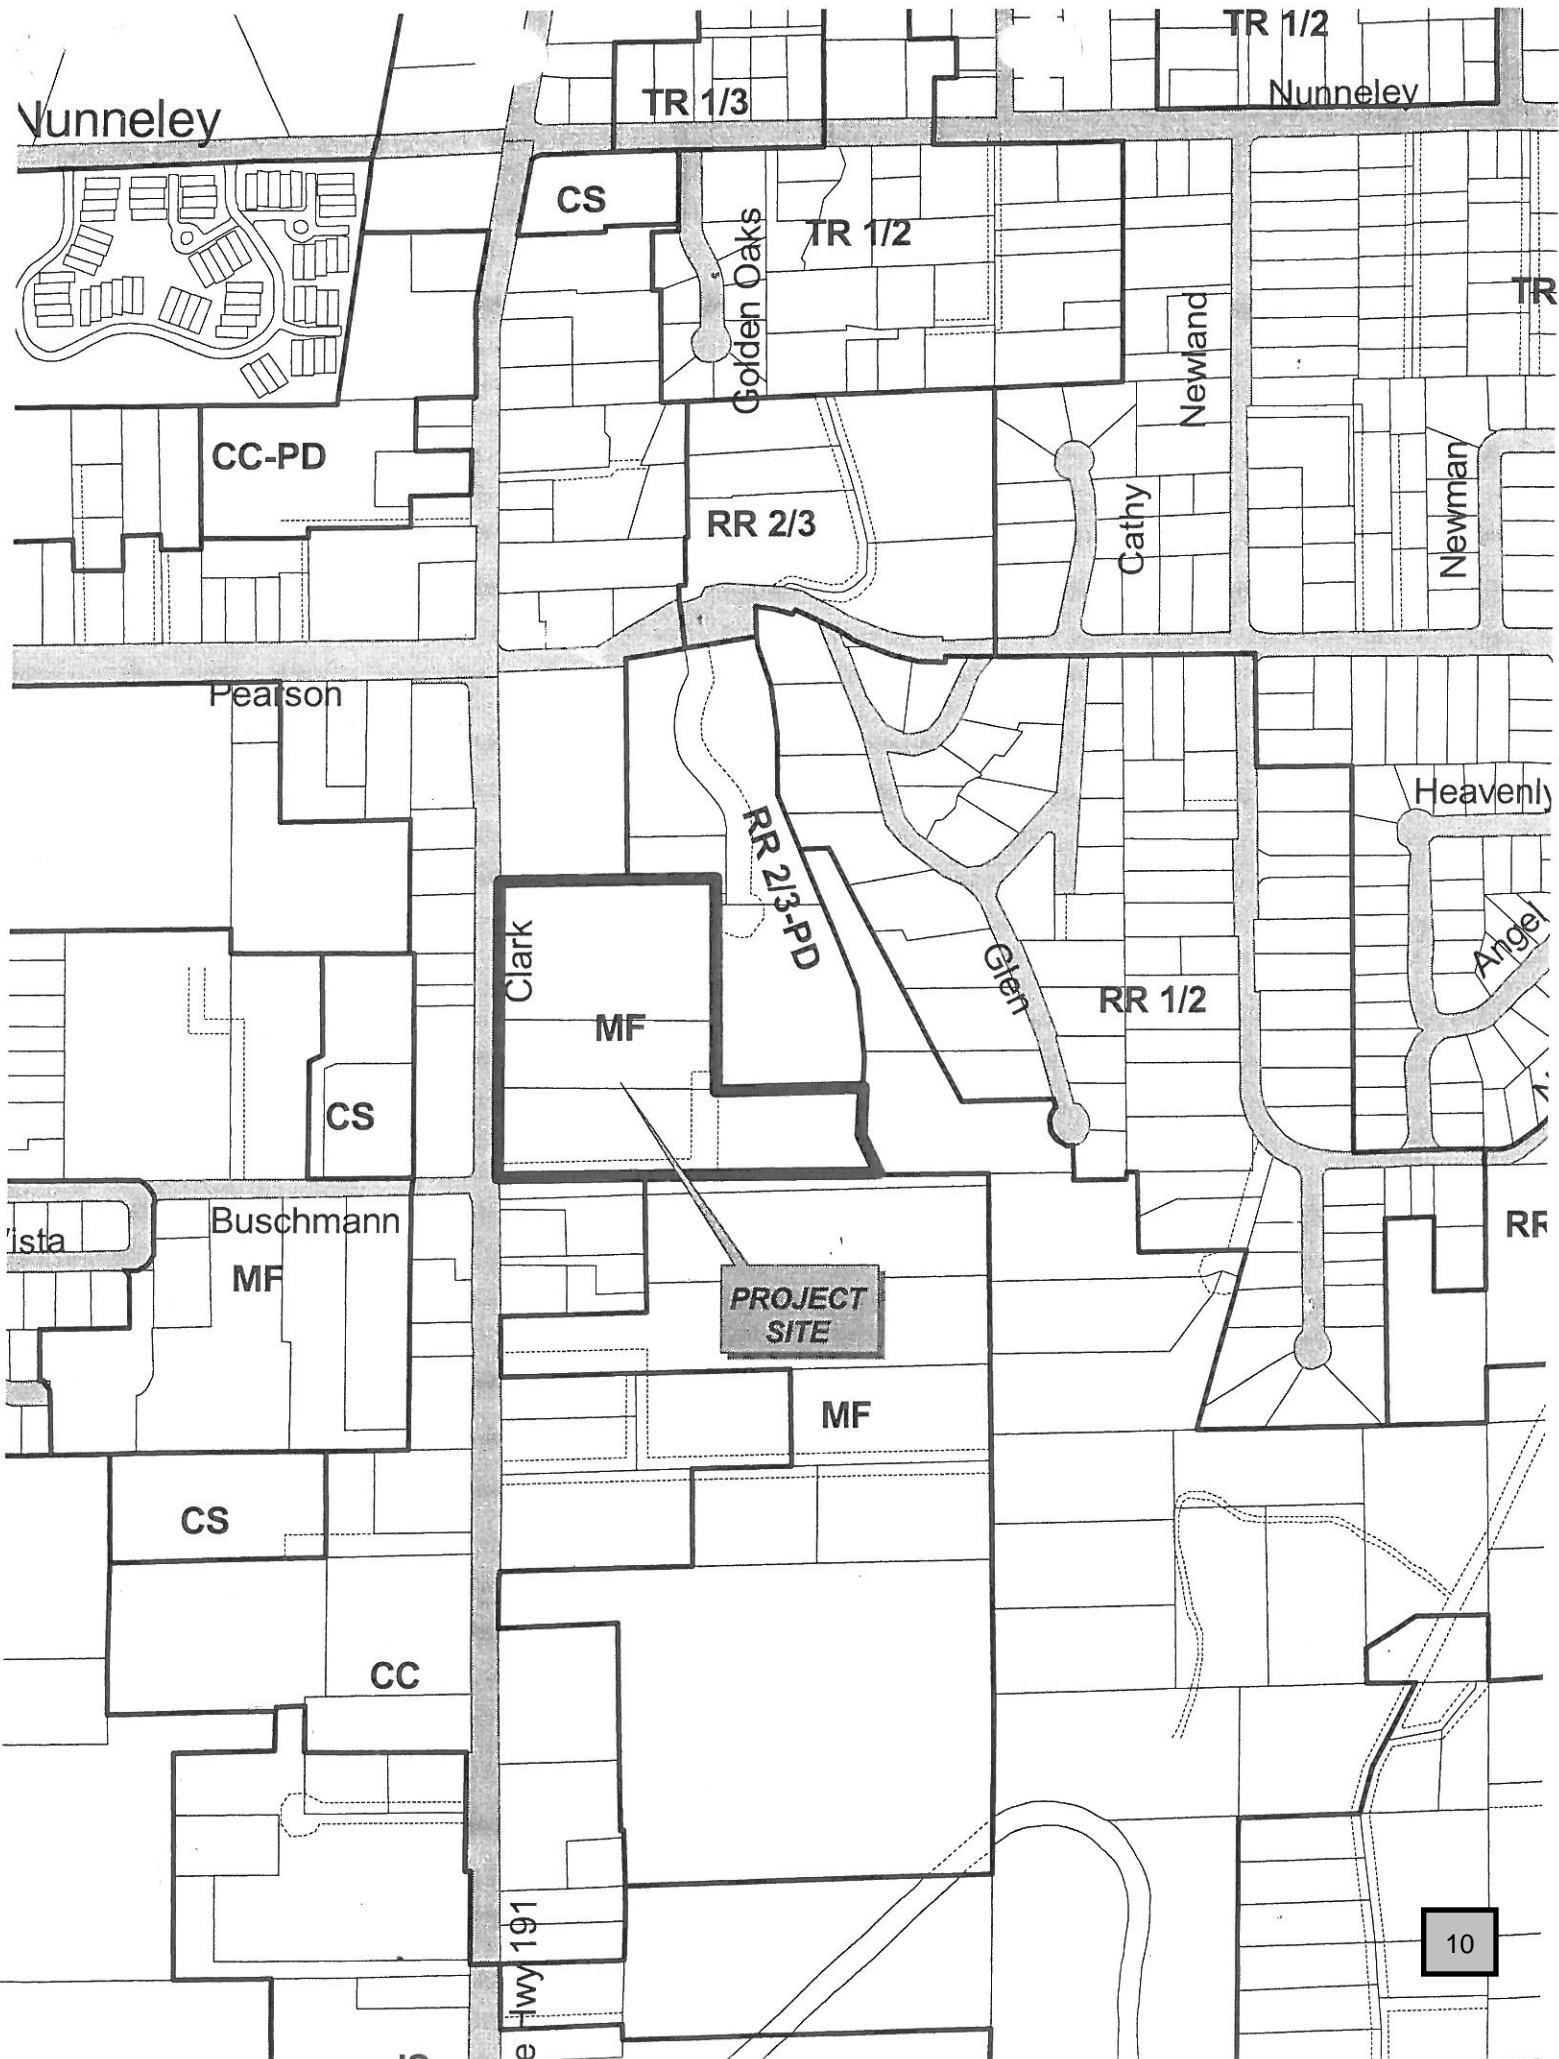 TR 1/2
Nunneley
TR 1/3
Nunneley
CS
TR 1/2
Golden Oaks
Newland
TR
CC-PD
RR 2/3
Cathy
Newman
Pearson
Heavenly
RR 2/3-PD
Clark
Angel
Glen
MF
RR 1/2
CS
Buschmann
MF
RR
PROJECT
SITE
MF
CS
CC
Hwy 191
10